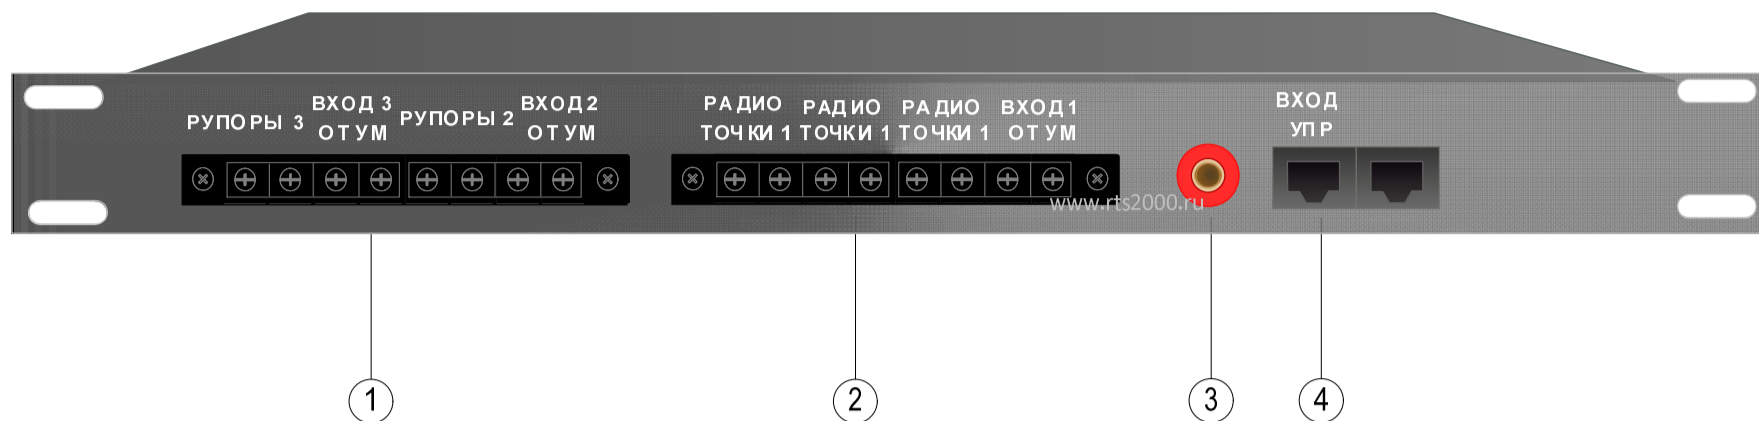 РУПОРЫ 3
ВХОД 3
ОТ УМ
РУПОРЫ 2
ВХОД 2
ОТ УМ
РАДИО
ТОЧКИ 1
РАДИО
ТОЧКИ 1
РАДИО
ТОЧКИ 1
ВХОД 1
ОТ УМ
ВХОД
УПР
www.rts2000.ru
1
2
3
4